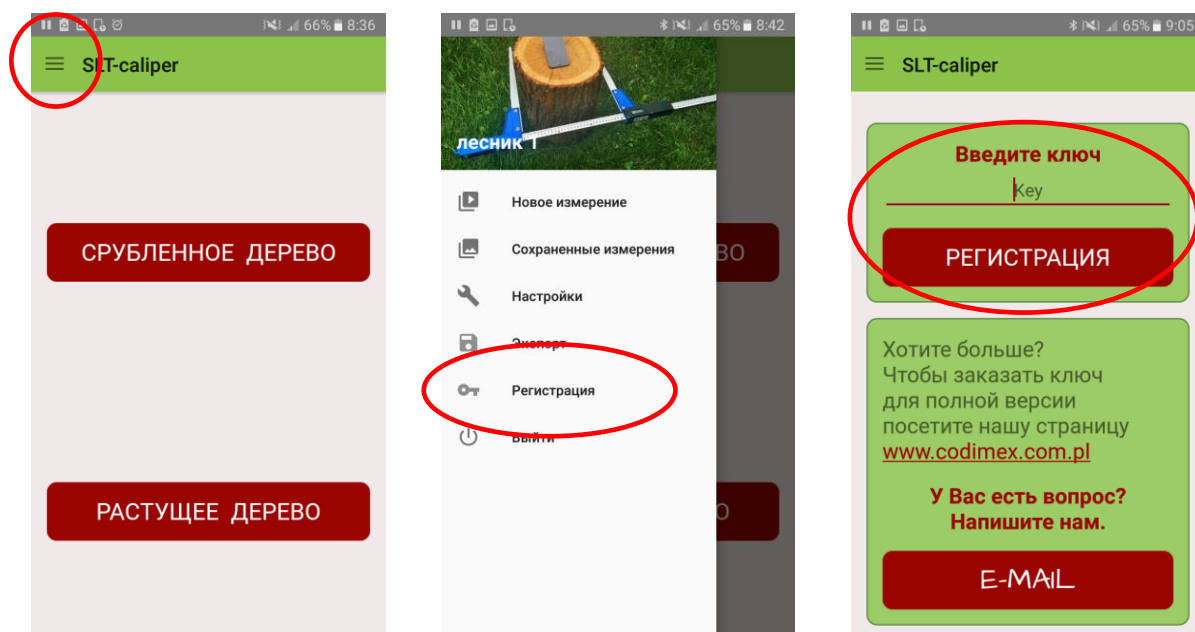 66% 8:36
SLT-caliper
СРУБЛЕННОЕ ДЕРЕВО
РАСТУЩЕЕ ДЕРЕВО
65% 8:42
лесник 1
Новое измерение
Сохраненные измерения
ВО
Настройки
Экспорт
Регистрация
Выйти
О
65% 9:05
SLT-caliper
Введите ключ
Key
РЕГИСТРАЦИЯ
Хотите больше?
Чтобы заказать ключ
для полной версии
посетите нашу страницу
www.codimex.com.pl
У Вас есть вопрос?
Напишите нам.
E-MAIL